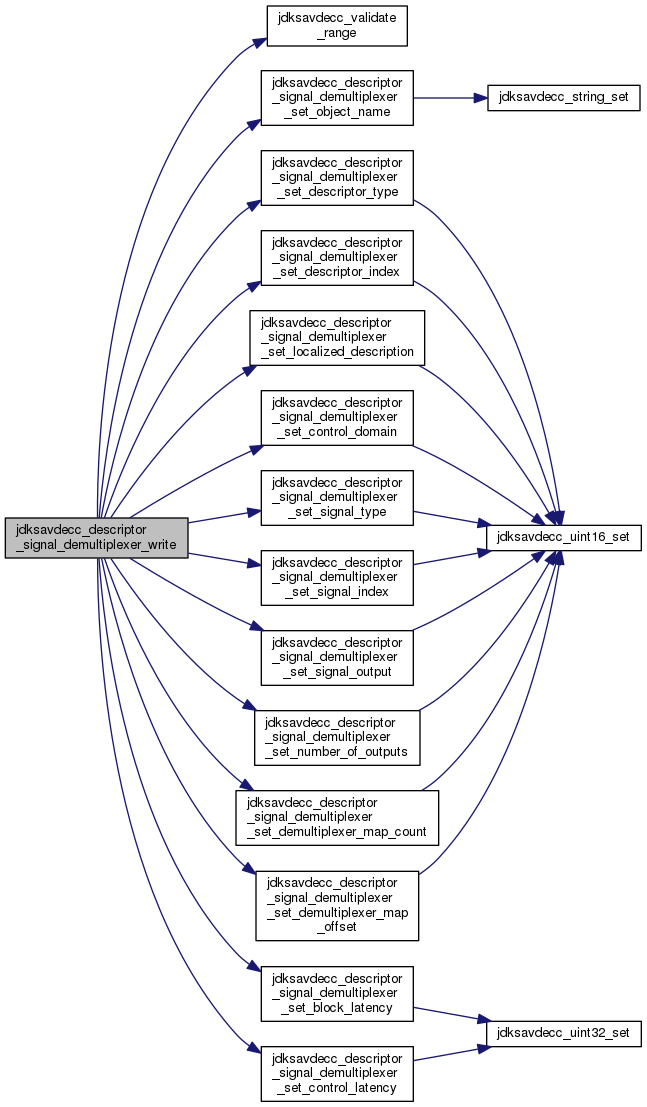 jdksavdecc_validate
_range
jdksavdecc_descriptor
_signal_demultiplexer
_set_object_name
jdksavdecc_string_set
jdksavdecc_descriptor
_signal_demultiplexer
_set_descriptor_type
jdksavdecc_descriptor
_signal_demultiplexer
_set_descriptor_index
jdksavdecc_descriptor
_signal_demultiplexer
_set_localized_description
jdksavdecc_descriptor
_signal_demultiplexer
_set_control_domain
jdksavdecc_descriptor
_signal_demultiplexer
_set_signal_type
jdksavdecc_descriptor
_signal_demultiplexer_write
jdksavdecc_uint16_set
jdksavdecc_descriptor
_signal_demultiplexer
_set_signal_index
jdksavdecc_descriptor
_signal_demultiplexer
_set_signal_output
jdksavdecc_descriptor
_signal_demultiplexer
_set_number_of_outputs
jdksavdecc_descriptor
_signal_demultiplexer
_set_demultiplexer_map_count
jdksavdecc_descriptor
_signal_demultiplexer
_set_demultiplexer_map
_offset
jdksavdecc_descriptor
_signal_demultiplexer
_set_block_latency
jdksavdecc_uint32_set
jdksavdecc_descriptor
_signal_demultiplexer
_set_control_latency